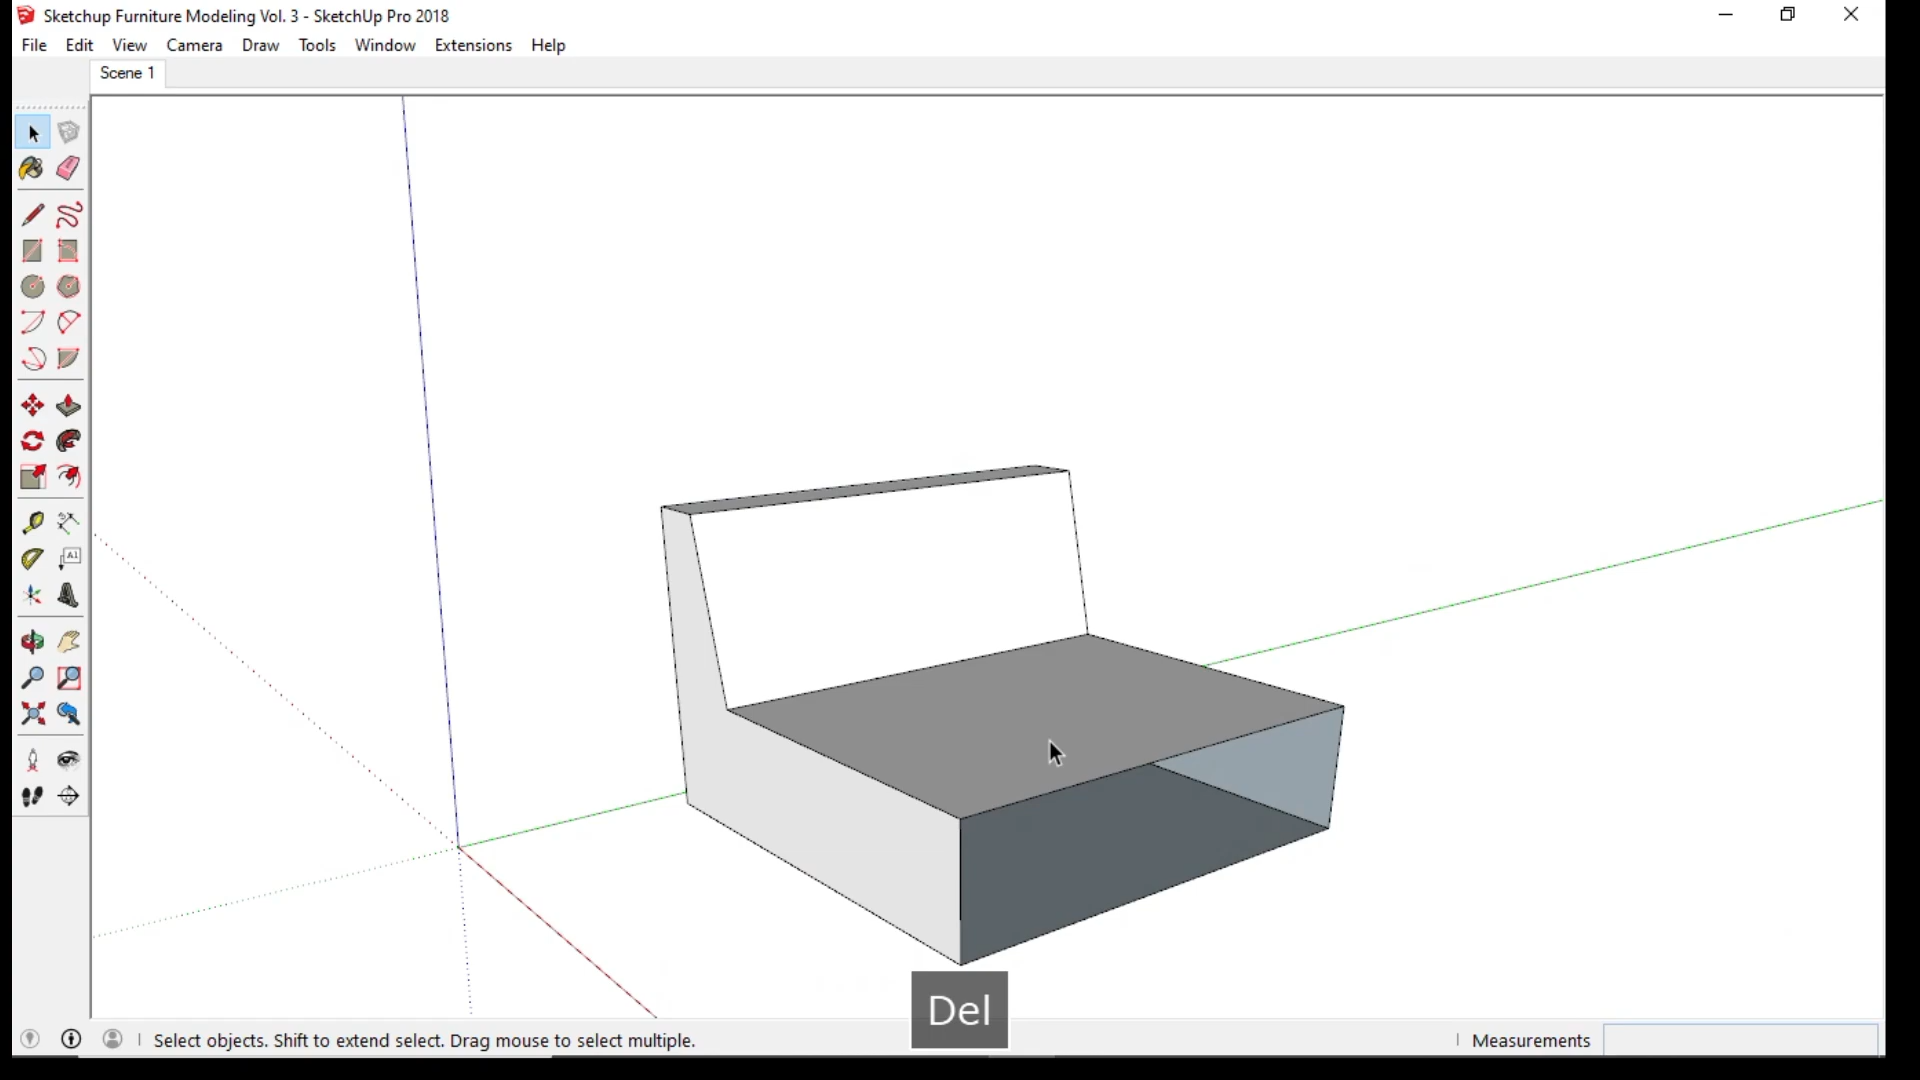 Sketchup Furniture Modeling Vol. 3 - SketchUp Pro 2018
File Edit View Camera Draw Tools Window Extensions Help
Scene 1
A1
Del
Select objects. Shift to extend select. Drag mouse to select multiple.
Measurements